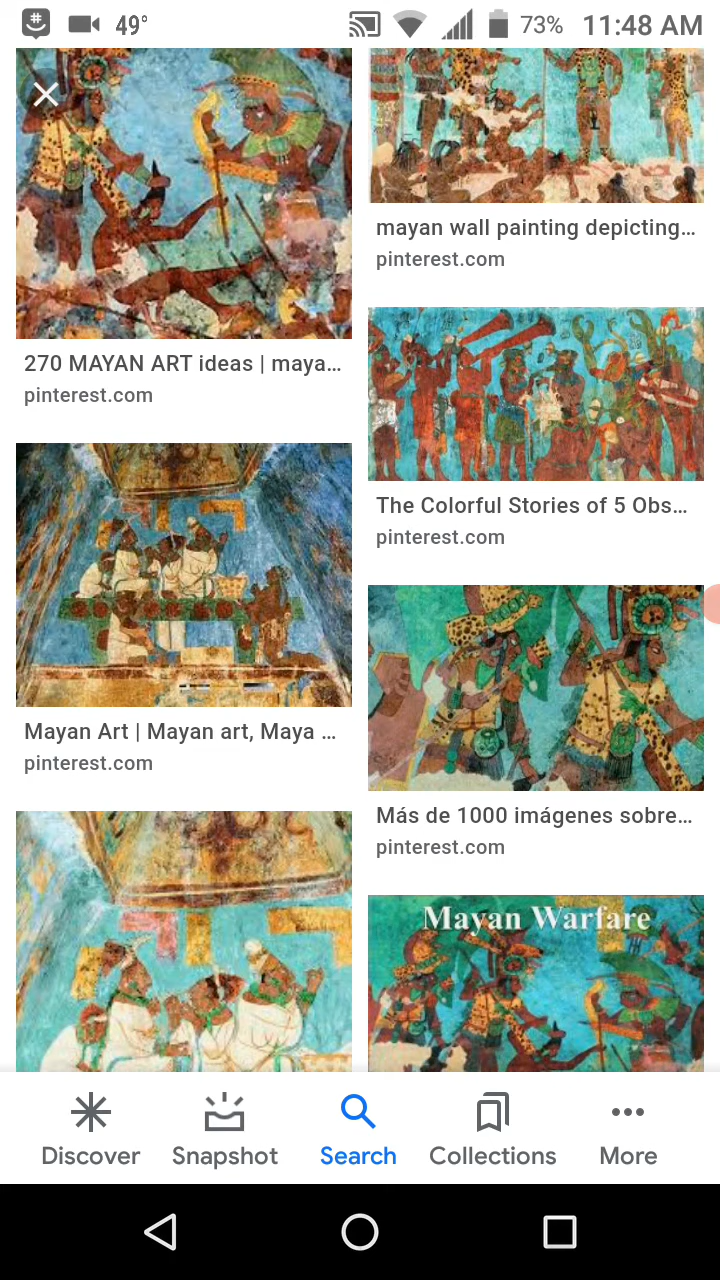 49°
73%
11:48 AM
270 MAYAN ART ideas | maya...
pinterest.com
mayan wall painting depicting...
pinterest.com
The Colorful Stories of 5 Obs...
pinterest.com
Mayan Art | Mayan art, Maya ...
pinterest.com
Más de 1000 imágenes sobre...
pinterest.com
Mayan Warfare
Discover
Snapshot
Search
Collections
More